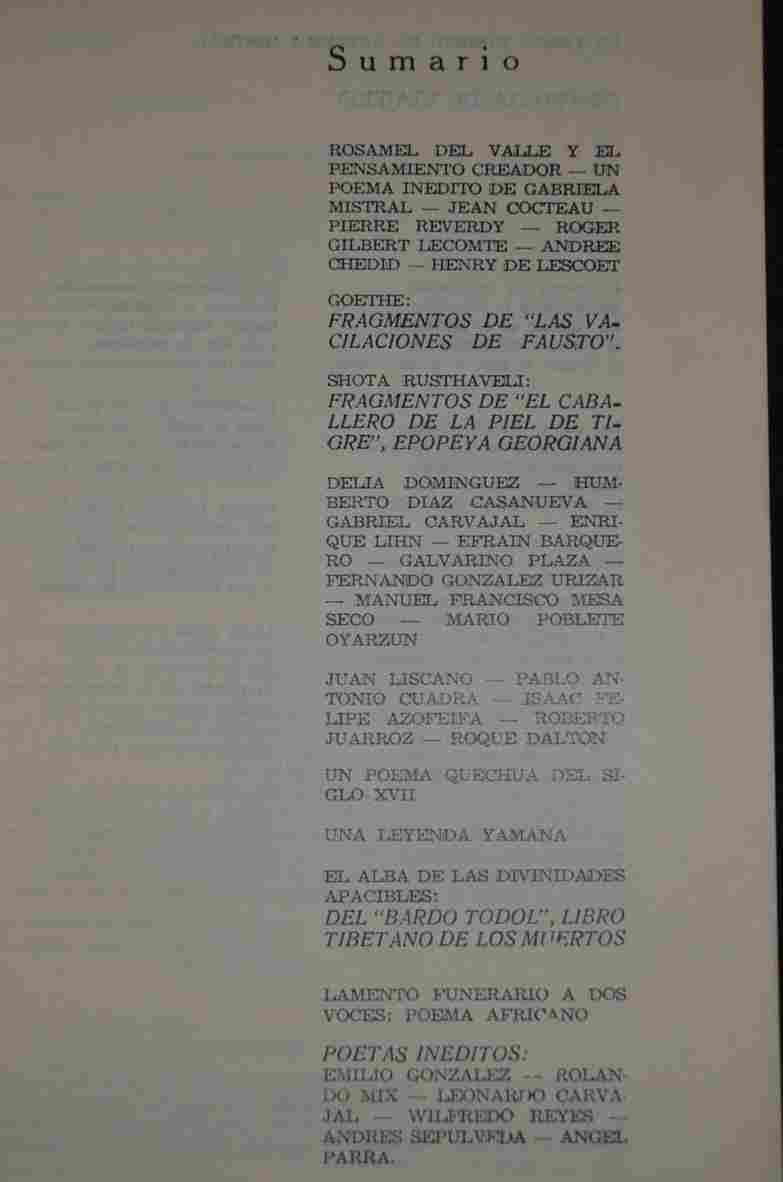 Sumario
ROSAMEL DEL VALLE Y EL
PENSAMIENTO CREADOR — UN
POEMA INEDITO DE GABRIELA
MISTRAL — JEAN COCTEAU —
PIERRE REVERDY — ROGER
GILBERT LECOMTE — ANDREE
CHEDID — HENRY DE LESCOET
GOETHE:
FRAGMENTOS DE "LAS VA-
CILACIONES DE FAUSTO".
SHOTA RUSTHAVELI:
FRAGMENTOS DE "EL CABA-
LLERO DE LA PIEL DE TI-
GRE", EPOPEYA GEORGIANA
DELIA DOMINGUEZ — HUM-
BERTO DIAZ CASANUEVA —
GABRIEL CARVAJAL — ENRI-
QUE LIHN — EFRAIN BARQUE-
RO — GALVARINO PLAZA —
FERNANDO GONZALEZ URIZAR
— MANUEL FRANCISCO MESA
SECO — MARIO POBLETE
OYARZUN
JUAN LISCANO — PABLO AN-
TONIO CUADRA — ISAAC FE-
LIPE AZOFEIFA — ROBERTO
JUARROZ — ROQUE DALTON
UN POEMA QUECHUA DEL SI-
GLO XVII
UNA LEYENDA YAMANA
EL ALBA DE LAS DIVINIDADES
APACIBLES:
DEL "BARDO TODOL", LIBRO
TIBETANO DE LOS MUERTOS
LAMENTO FUNERARIO A DOS
VOCES: POEMA AFRICANO
POETAS INEDITOS:
EMILIO GONZALEZ — ROLAN-
DO MIX — LEONARDO CARVA-
JAL — WILFREDO REYES —
ANDRES SEPULVEDA — ANGEL
PARRA.